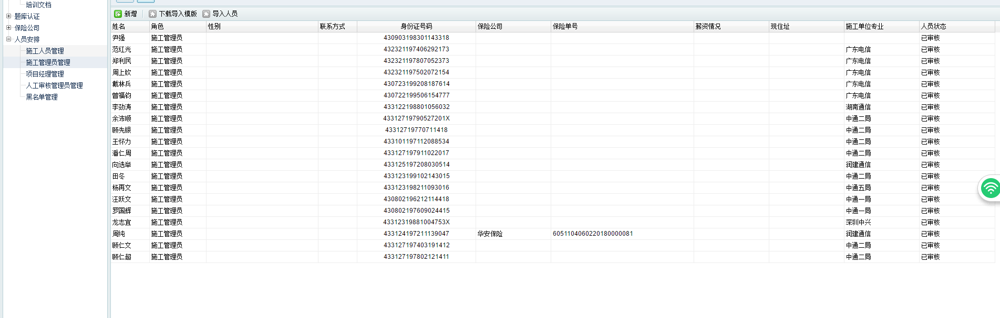 培训文档
题库认证
保险公司
人员安排
施工人员管理
施工管理员管理
项目经理管理
人工审核管理员管理
黑名单管理
新增 下载导入模版 导入人员
姓名 角色 性别 联系方式 身份证号码 保险公司 保险单号 薪资情况 现住址 施工单位专业 人员状态
尹强 施工管理员 430903198301143318 已审核
范红光 施工管理员 432321197406292173 广东电信 已审核
郑利民 施工管理员 432321197807052373 广东电信 已审核
周上钦 施工管理员 432321197502072154 广东电信 已审核
戴林兵 施工管理员 430723199208187614 广东电信 已审核
曾福钧 施工管理员 430722199506154777 广东电信 已审核
李劲涛 施工管理员 433122198801056032 湖南通信 已审核
余沛顺 施工管理员 43312719790527201X 中通二局 已审核
顾先银 施工管理员 43312719770711418 中通二局 已审核
王怀力 施工管理员 433101197112088534 中通二局 已审核
潘仁周 施工管理员 433127197911022017 中通二局 已审核
向选举 施工管理员 433125197208030514 润建通信 已审核
田冬 施工管理员 433123199102143015 中通二局 已审核
杨再文 施工管理员 433123198211093016 中通五局 已审核
汪跃文 施工管理员 430802196212114418 中通一局 已审核
罗国辉 施工管理员 430802197609024415 中通一局 已审核
龙志宜 施工管理员 43312319881004753X 深圳中兴 已审核
周纯 施工管理员 433124197211139047 华安保险 6051104060220180000081 润建通信 已审核
顾仁文 施工管理员 433127197403191412 中通二局 已审核
顾仁超 施工管理员 433127197802121411 中通二局 已审核